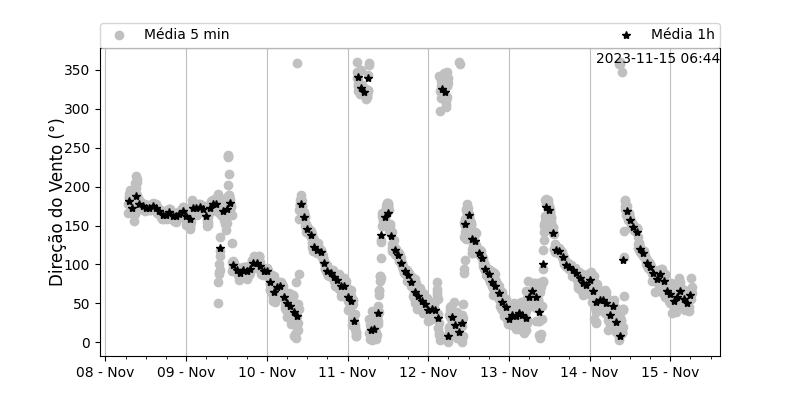 Média 5 min
Média 1h
2023-11-15 06:44
Direção do Vento (°)
350
300
250
200
150
100
50
0
08 - Nov
09 - Nov
10 - Nov
11 - Nov
12 - Nov
13 - Nov
14 - Nov
15 - Nov